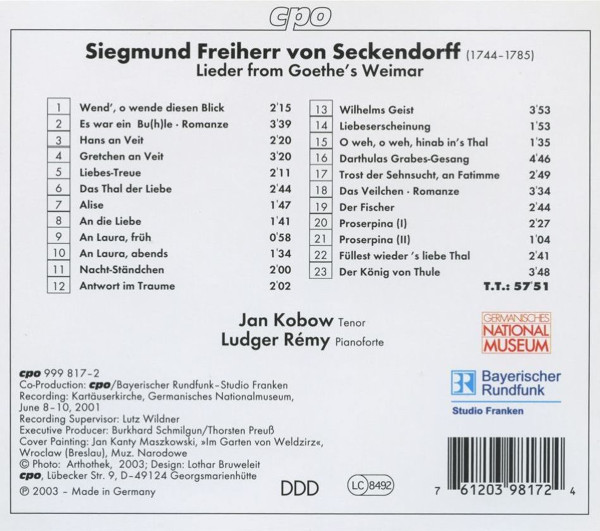 cpo
Siegmund Freiherr von Seckendorff (1744-1785)
Lieder from Goethe's Weimar
1 Wend', o wende diesen Blick 2'15
2 Es war ein Bu(h)le · Romanze 3'39
3 Hans an Veit 2'20
4 Gretchen an Veit 3'20
5 Liebes-Treue 2'11
6 Das Thal der Liebe 2'44
7 Alise 1'47
8 An die Liebe 1'41
9 An Laura, früh 0'58
10 An Laura, abends 1'34
11 Nacht-Ständchen 2'00
12 Antwort im Traume 2'02
13 Wilhelms Geist 3'53
14 Liebeserscheinung 1'53
15 O weh, o weh, hinab in's Thal 1'35
16 Darthulas Grabes-Gesang 4'46
17 Trost der Sehnsucht, an Fatimme 2'49
18 Das Veilchen · Romanze 3'34
19 Der Fischer 2'44
20 Proserpina (I) 2'27
21 Proserpina (II) 1'04
22 Füllest wieder 's liebe Thal 2'41
23 Der König von Thule 3'48
T.T.: 57'51
Jan Kobow Tenor
Ludger Rémy Pianoforte
GERMANISCHES
NATIONAL
MUSEUM
cpo 999 817-2
Co-Production: cpo/Bayerischer Rundfunk-Studio Franken
Recording: Kartäuserkirche, Germanisches Nationalmuseum,
June 8-10, 2001
Recording Supervisor: Lutz Wildner
Executive Producer: Burkhard Schmilgun/Thorsten Preuß
Cover Painting: Jan Kanty Maszkowski, »Im Garten von Weldzirz«,
Wroclaw (Breslau), Muz. Narodowe
© Photo: Arthothek, 2003; Design: Lothar Bruweleit
cpo, Lübecker Str. 9, D-49124 Georgsmarienhütte
℗ 2003 - Made in Germany
BR Bayerischer
Rundfunk
Studio Franken
DDD
LC 8492
7 61203 98172 4